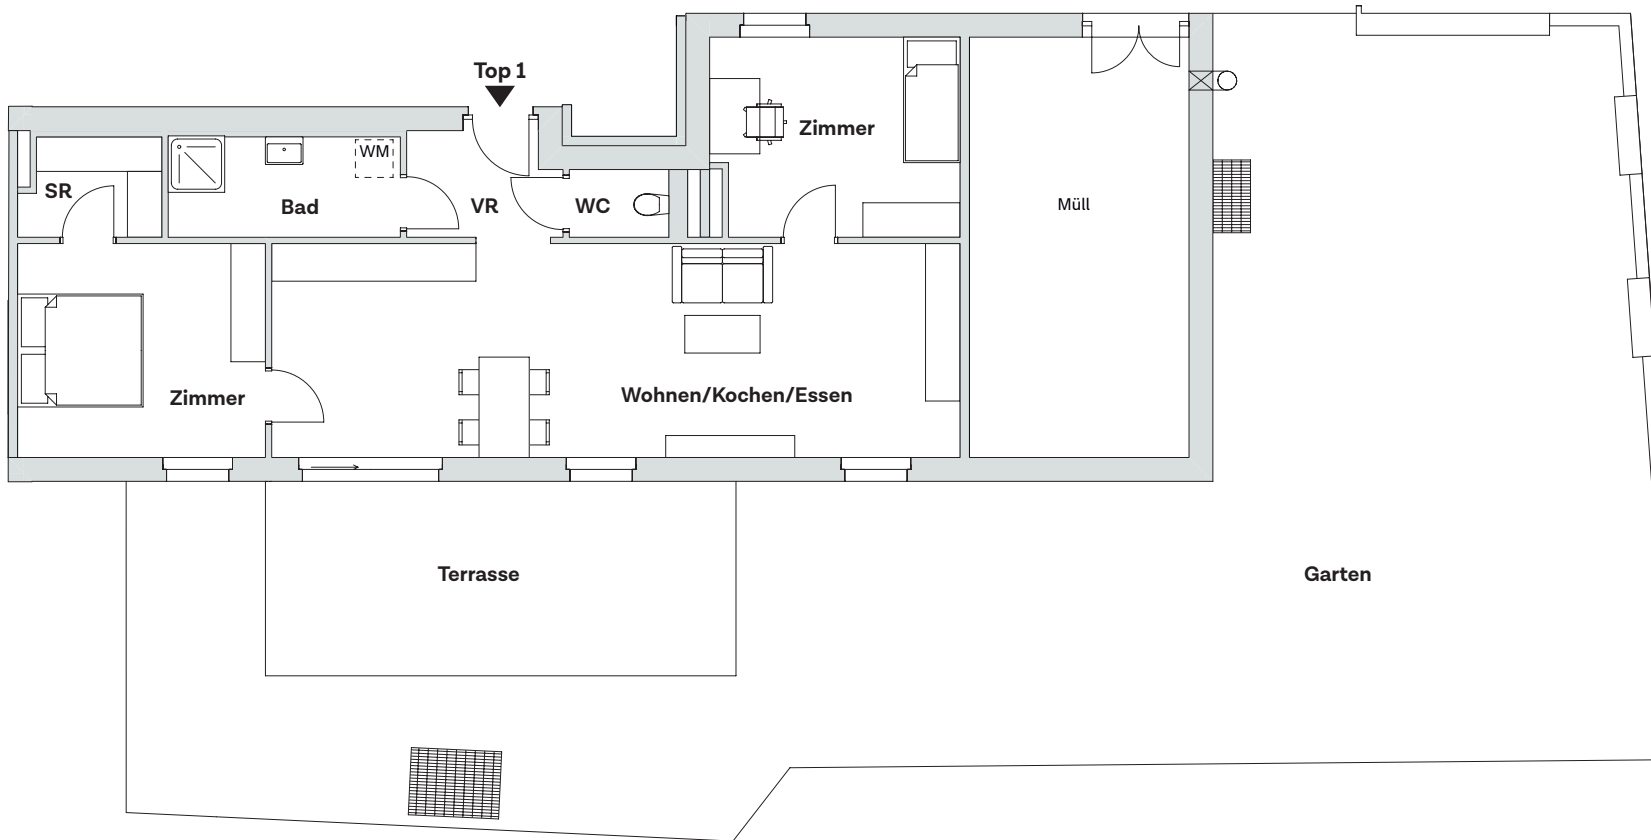 Top 1
Zimmer
WM
SR
Bad
VR
WC
Müll
Zimmer
Wohnen/Kochen/Essen
Terrasse
Garten